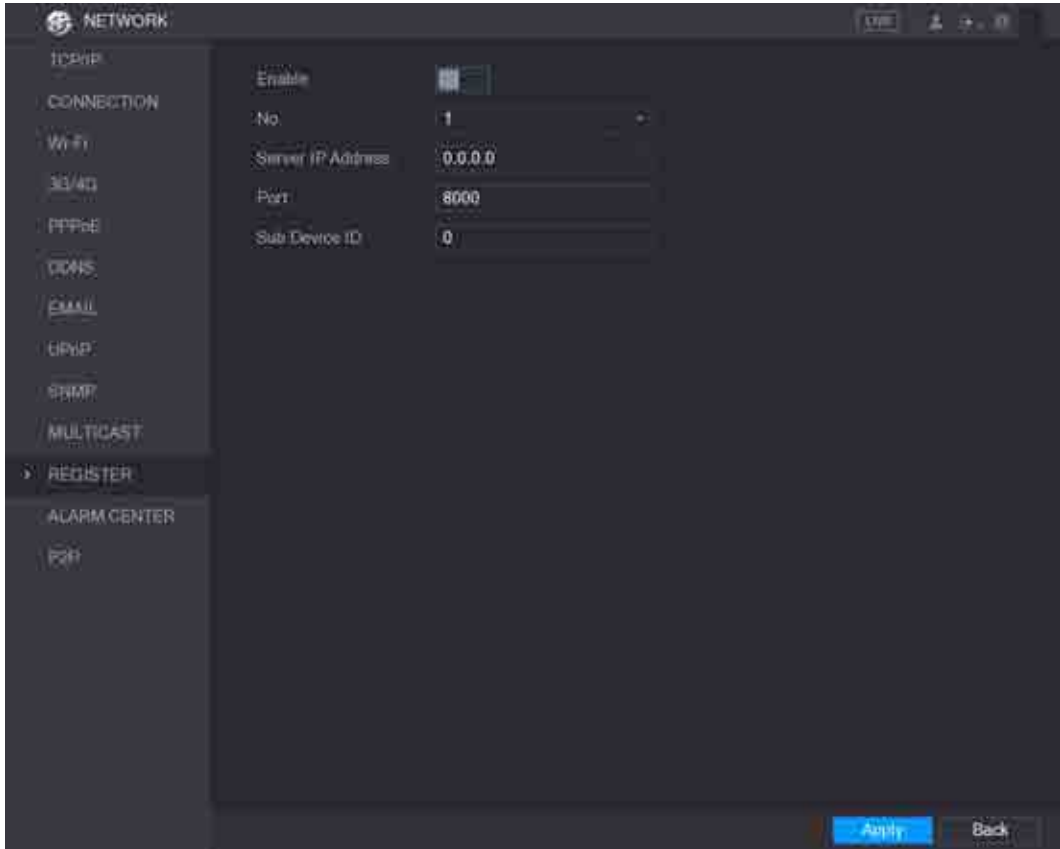 NETWORK
LIVE
TCP/IP
CONNECTION
Wi-Fi
3G/4G
PPPoE
DDNS
EMAIL
UPnP
SNMP
MULTICAST
REGISTER
ALARM CENTER
P2P
Enable
No.
1
Server IP Address
0.0.0.0
Port
8000
Sub Device ID
0
Apply
Back